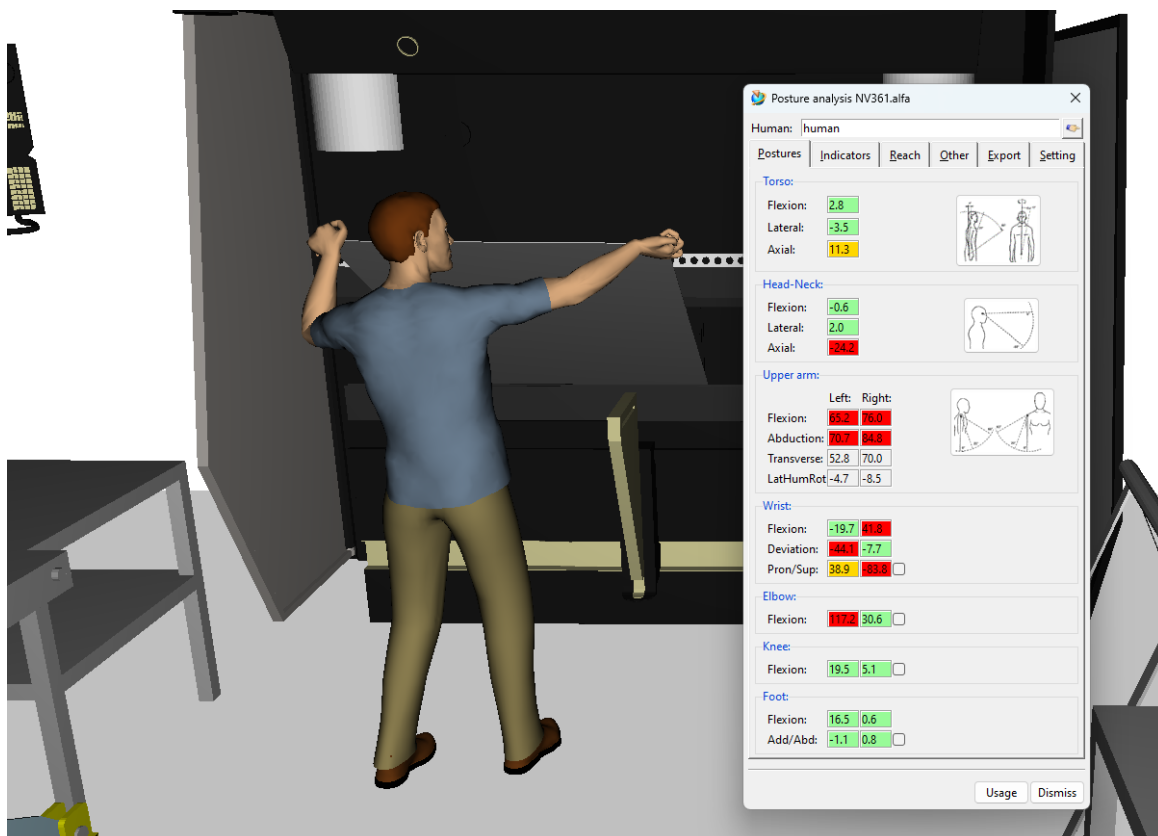 Posture analysis NV361.alfa
Human: human
Postures Indicators Reach Other Export Setting
Torso:
Flexion: 2.8
Lateral: -3.5
Axial: 11.3
Head-Neck:
Flexion: -0.6
Lateral: 2.0
Axial: -24.2
Upper arm:
Left: Right:
Flexion: 65.2 76.0
Abduction: 70.7 84.8
Transverse: 52.8 70.0
LatHumRot -4.7 -8.5
Wrist:
Flexion: -19.7 41.8
Deviation: -44.1 -7.7
Pron/Sup: 38.9 -83.8
Elbow:
Flexion: 117.2 30.6
Knee:
Flexion: 19.5 5.1
Foot:
Flexion: 16.5 0.6
Add/Abd: -1.1 0.8
Usage Dismiss